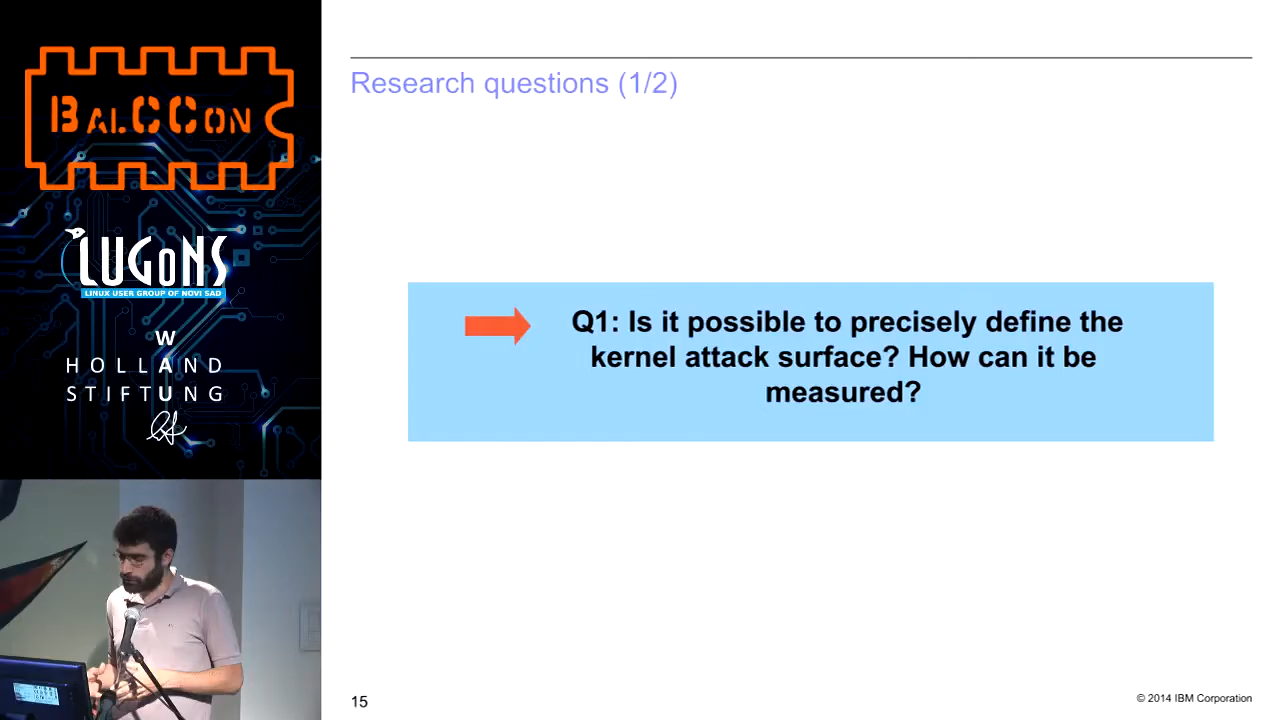 BALCCON
LUGONS
LINUX USER GROUP OF NOVI SAD
W
HOLLAND
STIFTUNG
Research questions (1/2)
Q1: Is it possible to precisely define the
kernel attack surface? How can it be
measured?
15
© 2014 IBM Corporation